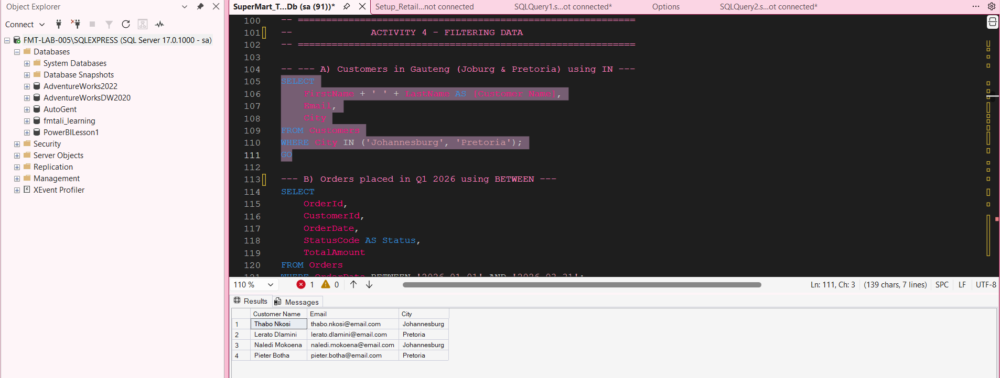 Object Explorer
Connect
FMT-LAB-005\SQLEXPRESS (SQL Server 17.0.1000 - sa)
Databases
System Databases
Database Snapshots
AdventureWorks2022
AdventureWorksDW2020
AutoGent
fmtali_learning
PowerBILesson1
Security
Server Objects
Replication
Management
XEvent Profiler
SuperMart_T...Db (sa (91))* Setup_Retail...not connected SQLQuery1.s...ot connected* Options SQLQuery2.s...ot connected*
100 -- ============================================================
101 -- ACTIVITY 4 - FILTERING DATA
102 -- ============================================================
103
104 -- --- A) Customers in Gauteng (Joburg & Pretoria) using IN ---
105 SELECT
106 FirstName + ' ' + LastName AS [Customer Name],
107 Email,
108 City
109 FROM Customers
110 WHERE City IN ('Johannesburg', 'Pretoria');
111 GO
112
113 --- B) Orders placed in Q1 2026 using BETWEEN ---
114 SELECT
115 OrderId,
116 CustomerId,
117 OrderDate,
118 StatusCode AS Status,
119 TotalAmount
120 FROM Orders
121 WHERE OrderDate BETWEEN '2026-01-01' AND '2026-03-31';
110 % 1 0 Ln: 111, Ch: 3 (139 chars, 7 lines) SPC LF UTF-8
Results Messages
Customer Name Email City
1 Thabo Nkosi thabo.nkosi@email.com Johannesburg
2 Lerato Dlamini lerato.dlamini@email.com Pretoria
3 Naledi Mokoena naledi.mokoena@email.com Johannesburg
4 Pieter Botha pieter.botha@email.com Pretoria